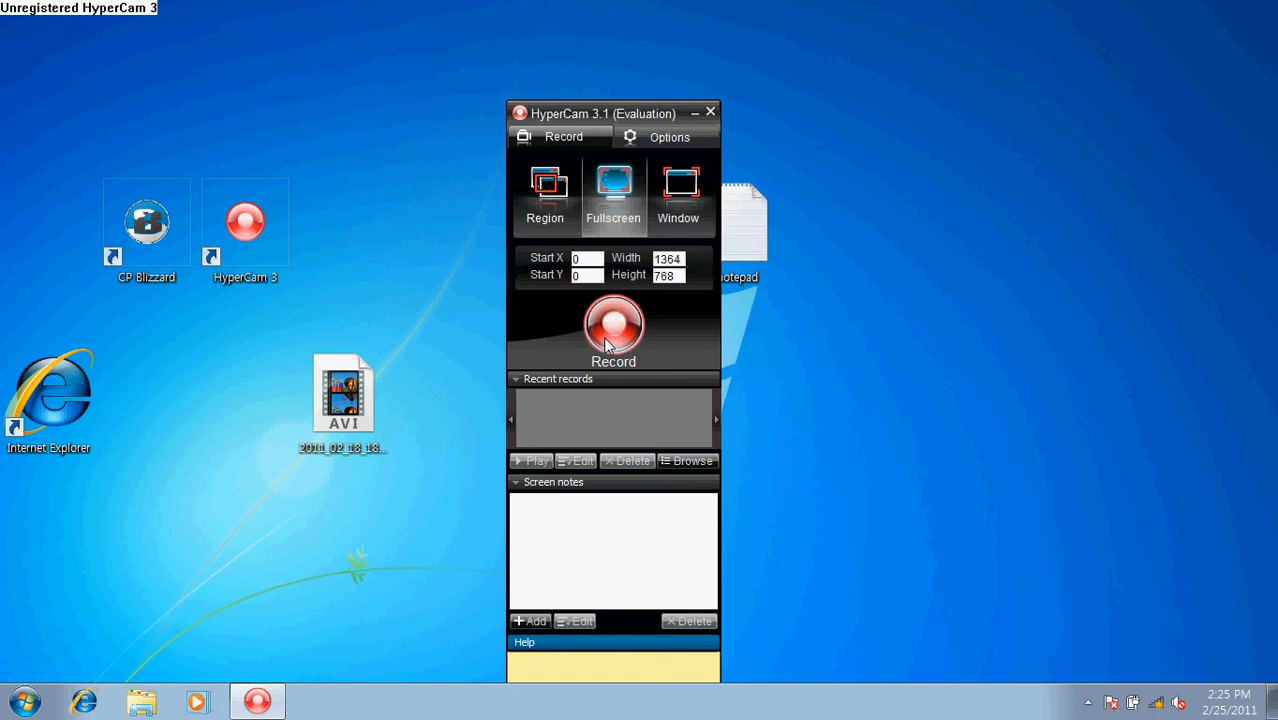 Unregistered HyperCam 3
HyperCam 3.1 (Evaluation)
Record
Options
Region
Fullscreen
Window
Start X 0 Width 1364
Start Y 0 Height 768
Record
Recent records
Play Edit Delete Browse
Screen notes
Add Edit Delete
Help
CP Blizzard
HyperCam 3
otepad
Internet Explorer
AVI
2011_02_18_18...
2:25 PM
2/25/2011